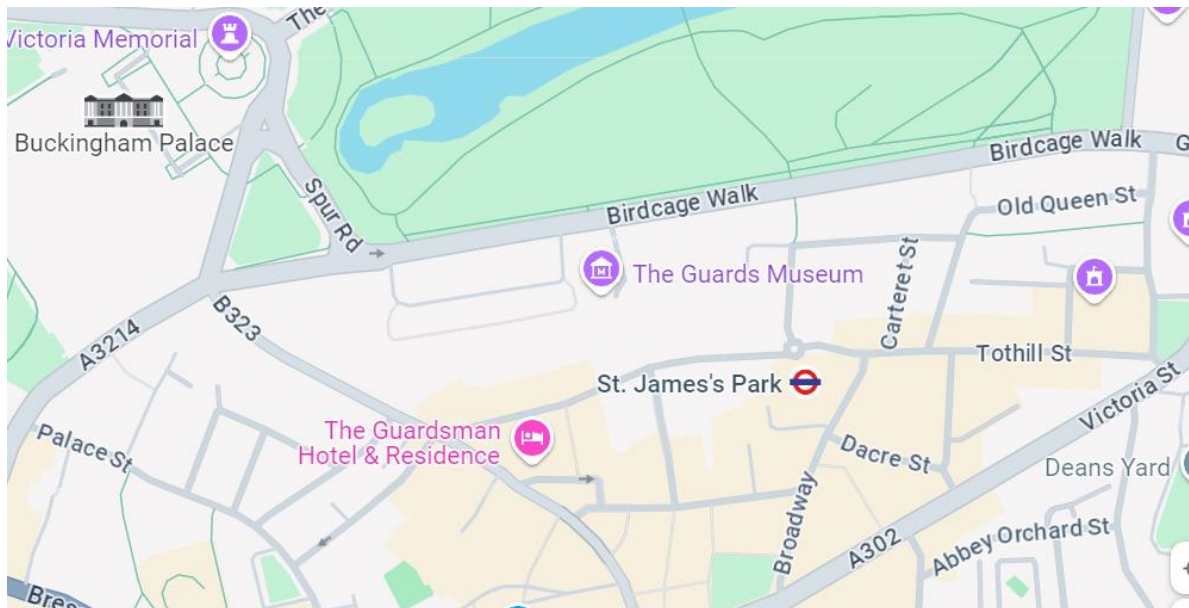 The
Victoria Memorial
Buckingham Palace
Spur Rd
Birdcage Walk
Birdcage Walk
G
Old Queen St
The Guards Museum
Carteret St
B323
A3214
Tothill St
St. James's Park
Victoria St
The Guardsman
Hotel & Residence
Palace St
Dacre St
Deans Yard
Broadway
A302
Abbey Orchard St
Bres